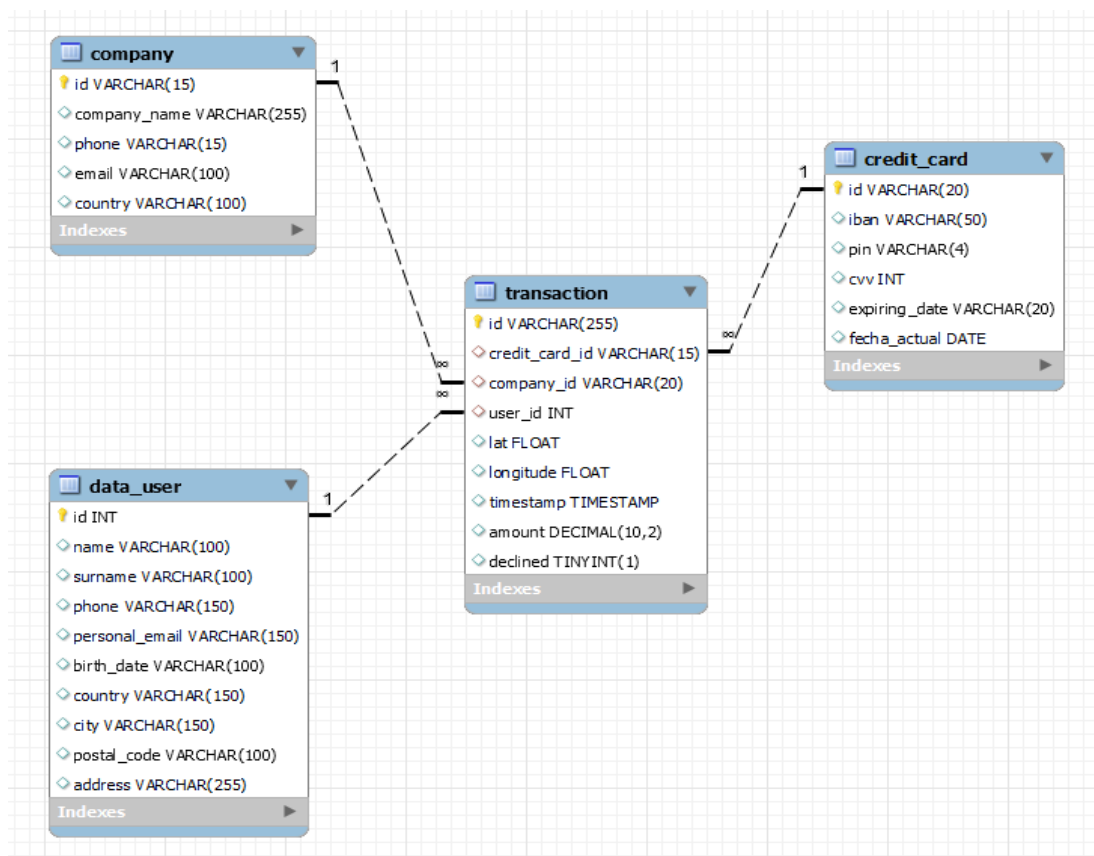 company
id VARCHAR(15)
company_name VARCHAR(255)
phone VARCHAR(15)
email VARCHAR(100)
country VARCHAR(100)
Indexes
1
credit_card
id VARCHAR(20)
iban VARCHAR(50)
pin VARCHAR(4)
cvv INT
expiring_date VARCHAR(20)
fecha_actual DATE
Indexes
1
∞
transaction
id VARCHAR(255)
credit_card_id VARCHAR(15)
company_id VARCHAR(20)
user_id INT
lat FLOAT
longitude FLOAT
timestamp TIMESTAMP
amount DECIMAL(10,2)
declined TINYINT(1)
Indexes
∞
∞
data_user
id INT
name VARCHAR(100)
surname VARCHAR(100)
phone VARCHAR(150)
personal_email VARCHAR(150)
birth_date VARCHAR(100)
country VARCHAR(150)
city VARCHAR(150)
postal_code VARCHAR(100)
address VARCHAR(255)
Indexes
1